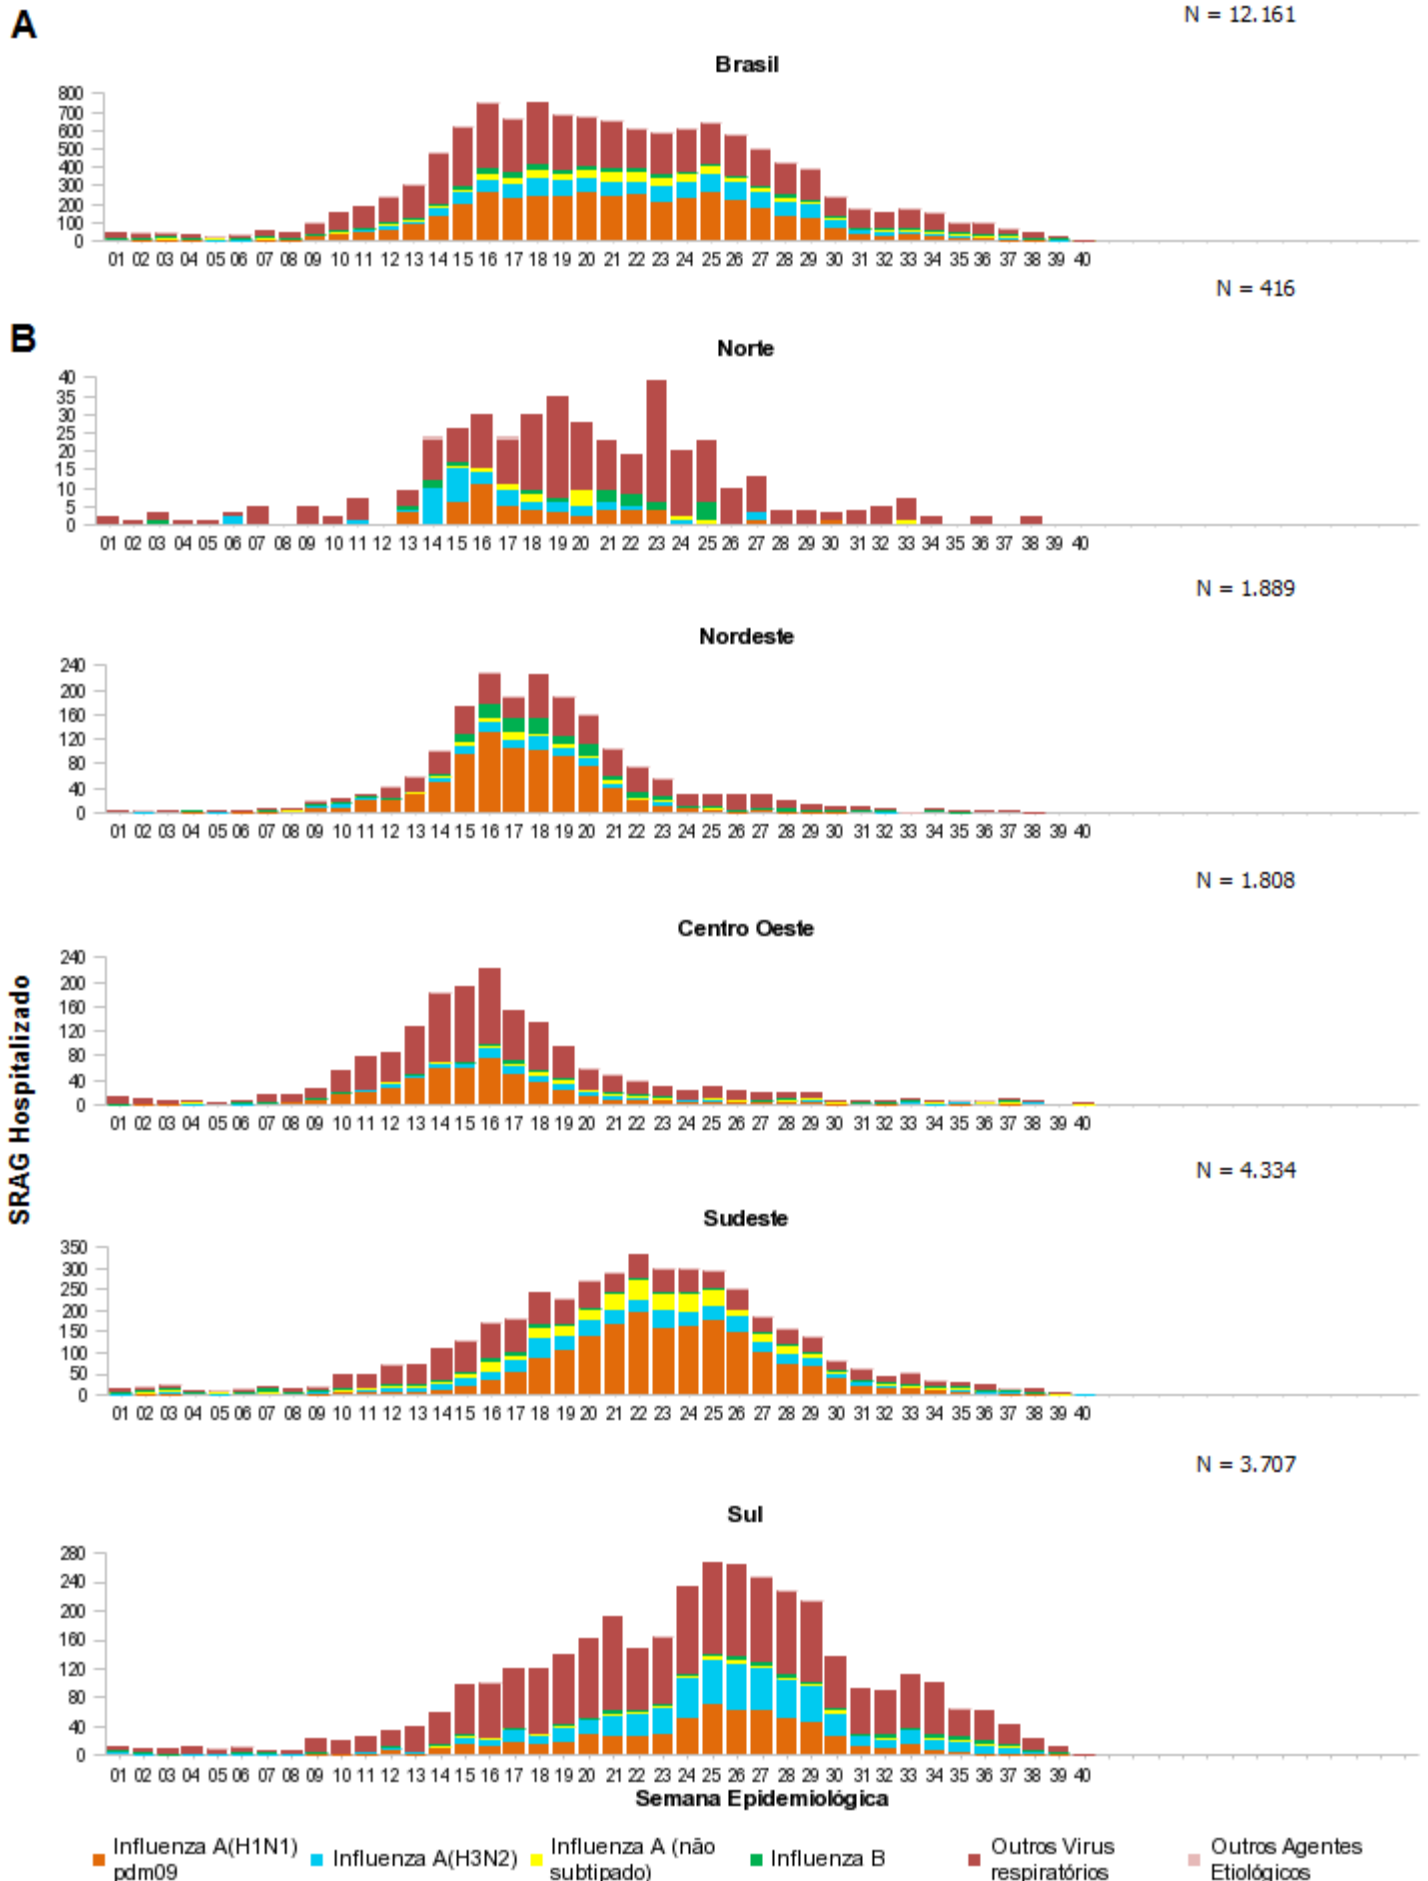 A
N = 12.161
Brasil
800
700
600
500
400
300
200
100
0
01 02 03 04 05 06 07 08 09 10 11 12 13 14 15 16 17 18 19 20 21 22 23 24 25 26 27 28 29 30 31 32 33 34 35 36 37 38 39 40
N = 416
B
Norte
40
35
30
25
20
15
10
5
0
01 02 03 04 05 06 07 08 09 10 11 12 13 14 15 16 17 18 19 20 21 22 23 24 25 26 27 28 29 30 31 32 33 34 35 36 37 38 39 40
N = 1.889
Nordeste
240
200
160
120
80
40
0
01 02 03 04 05 06 07 08 09 10 11 12 13 14 15 16 17 18 19 20 21 22 23 24 25 26 27 28 29 30 31 32 33 34 35 36 37 38 39 40
N = 1.808
Centro Oeste
240
200
160
120
80
40
0
01 02 03 04 05 06 07 08 09 10 11 12 13 14 15 16 17 18 19 20 21 22 23 24 25 26 27 28 29 30 31 32 33 34 35 36 37 38 39 40
SRAG Hospitalizado
N = 4.334
Sudeste
350
300
250
200
150
100
50
0
01 02 03 04 05 06 07 08 09 10 11 12 13 14 15 16 17 18 19 20 21 22 23 24 25 26 27 28 29 30 31 32 33 34 35 36 37 38 39 40
N = 3.707
Sul
280
240
200
160
120
80
40
0
01 02 03 04 05 06 07 08 09 10 11 12 13 14 15 16 17 18 19 20 21 22 23 24 25 26 27 28 29 30 31 32 33 34 35 36 37 38 39 40
Semana Epidemiológica
Influenza A(H1N1)
pdm09
Influenza A(H3N2)
Influenza A (não
subtipado)
Influenza B
Outros Virus
respiratórios
Outros Agentes
Etiológicos